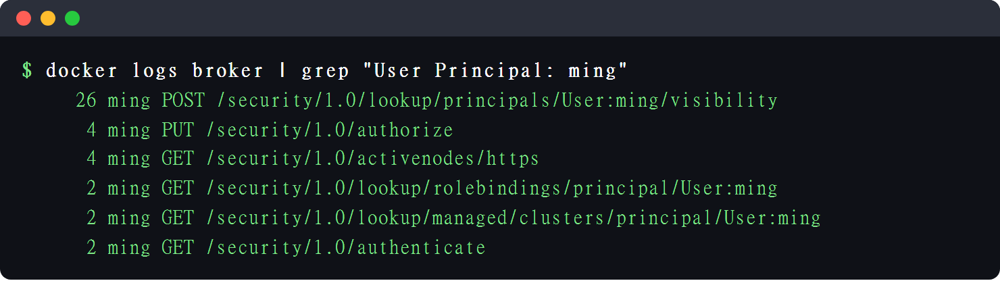 $ docker logs broker | grep "User Principal: ming"
26 ming POST /security/1.0/lookup/principals/User:ming/visibility
4 ming PUT /security/1.0/authorize
4 ming GET /security/1.0/activenodes/https
2 ming GET /security/1.0/lookup/rolebindings/principal/User:ming
2 ming GET /security/1.0/lookup/managed/clusters/principal/User:ming
2 ming GET /security/1.0/authenticate